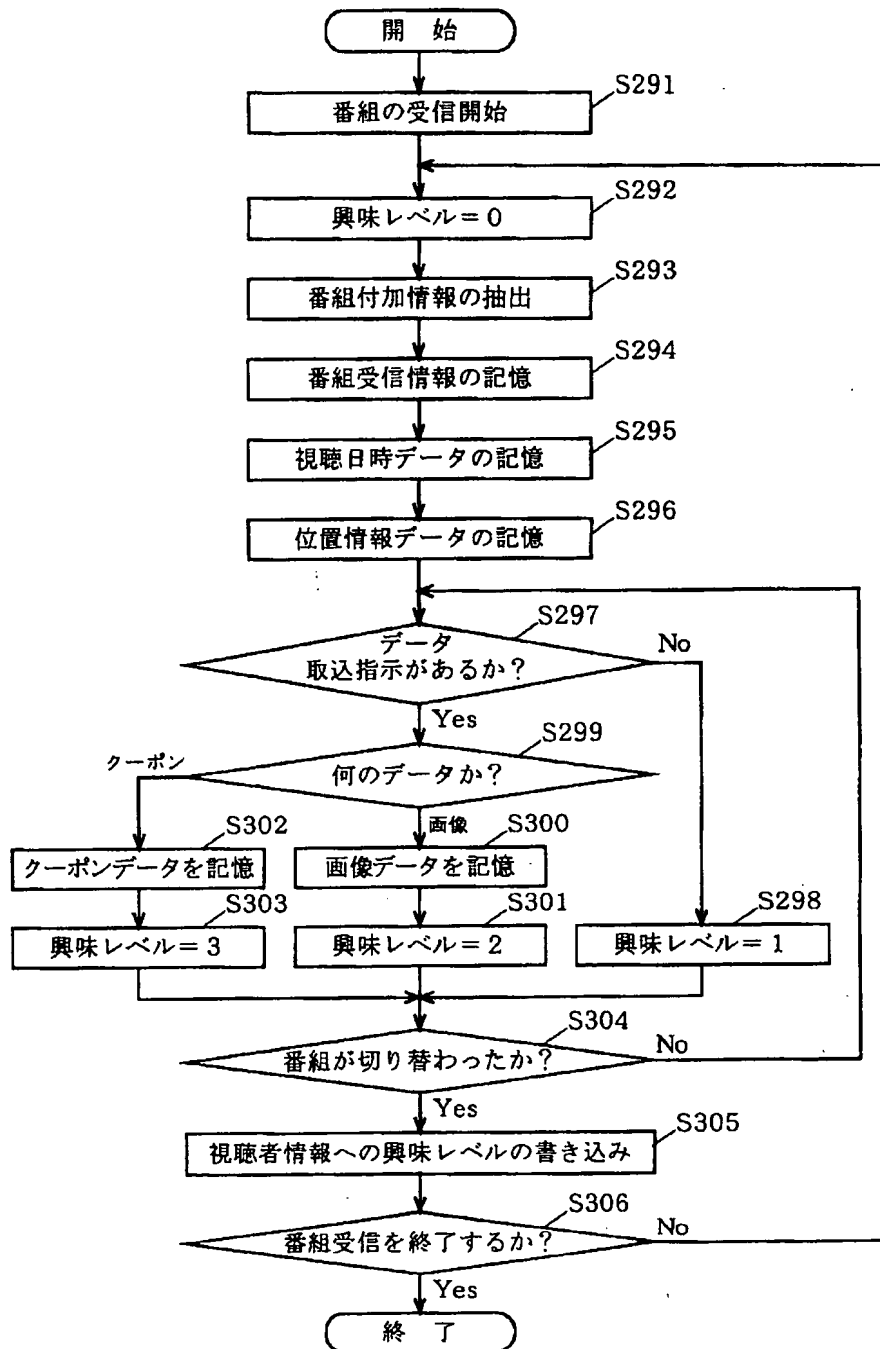 開 始
S291
番組の受信開始
S292
興味レベル＝0
S293
番組付加情報の抽出
S294
番組受信情報の記憶
S295
視聴日時データの記憶
S296
位置情報データの記憶
S297
データ
取込指示があるか？
No
Yes
S299
何のデータか？
クーポン
画像
S302
クーポンデータを記憶
S300
画像データを記憶
S303
興味レベル＝3
S301
興味レベル＝2
S298
興味レベル＝1
S304
番組が切り替わったか？
No
Yes
S305
視聴者情報への興味レベルの書き込み
S306
番組受信を終了するか？
No
Yes
終 了